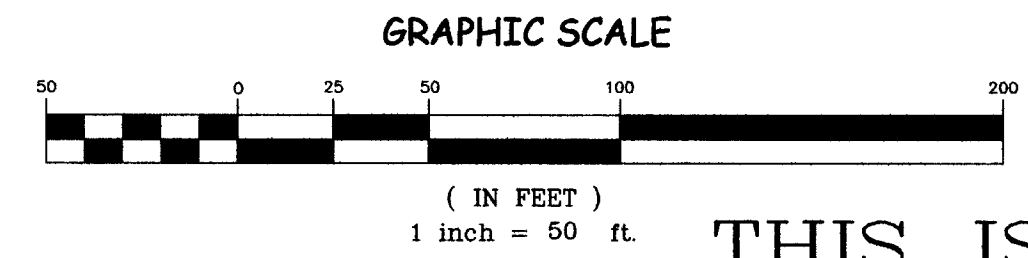 GRAPHIC SCALE
50 0 25 50 100 200
( IN FEET )
1 inch = 50 ft.
THIS IS